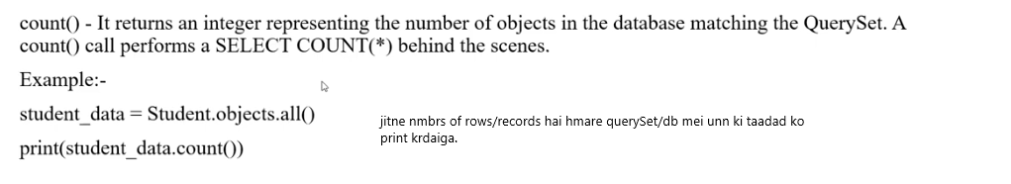 count() - It returns an integer representing the number of objects in the database matching the QuerySet. A
count() call performs a SELECT COUNT(*) behind the scenes.
Example:-
student_data = Student.objects.all()
jitne nmbrs of rows/records hai hmare querySet/db mei unn ki taadad ko
print krdaiga.
print(student_data.count())